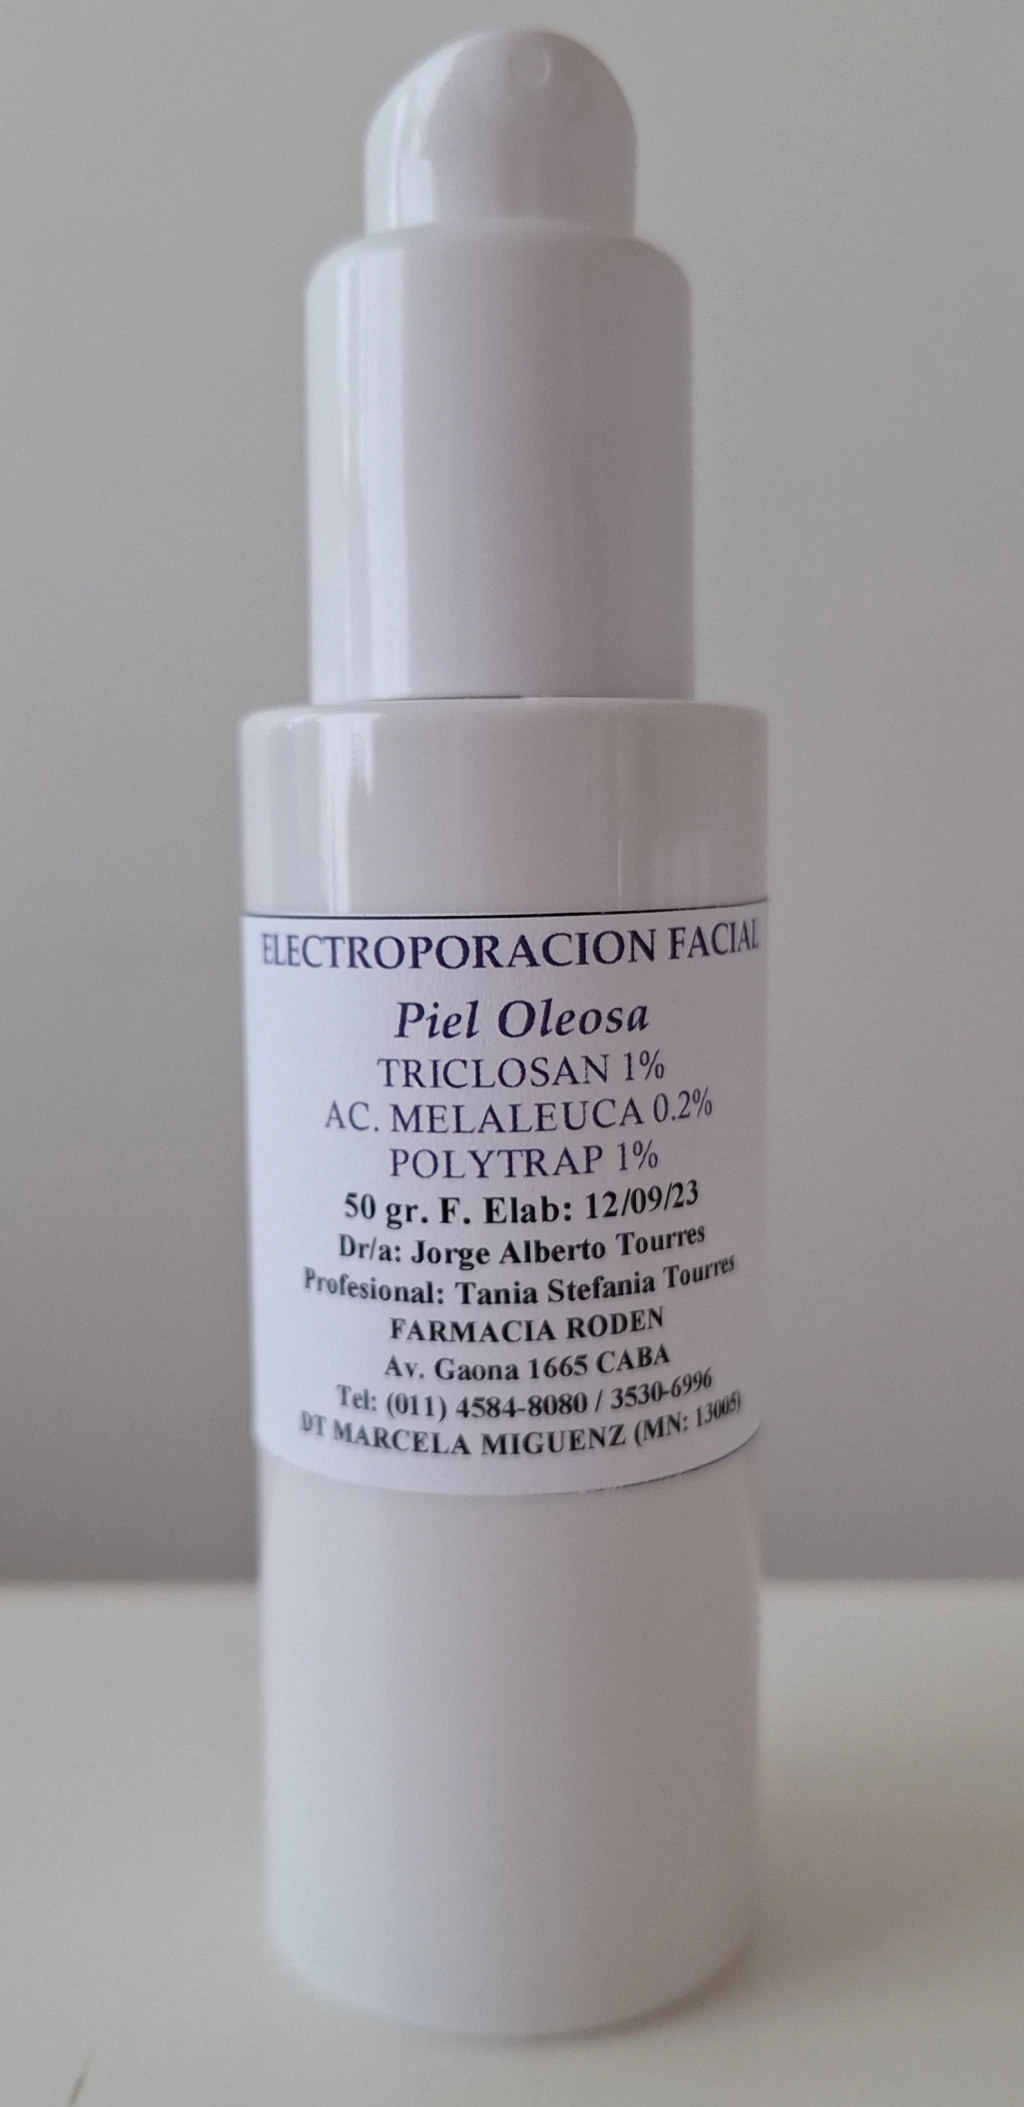 ELECTROPORACION FACIAL
Piel Oleosa
TRICLOSAN 1%
AC. MELALEUCA 0.2%
POLYTRAP 1%
50 gr. F. Elab: 12/09/23
Dr/a: Jorge Alberto Tourres
Profesional: Tania Stefania Tourres
FARMACIA RODEN
Av. Gaona 1665 CABA
Tel: (011) 4584-8080 / 3530-6996
DT MARCELA MIGUENZ (MN: 13005)